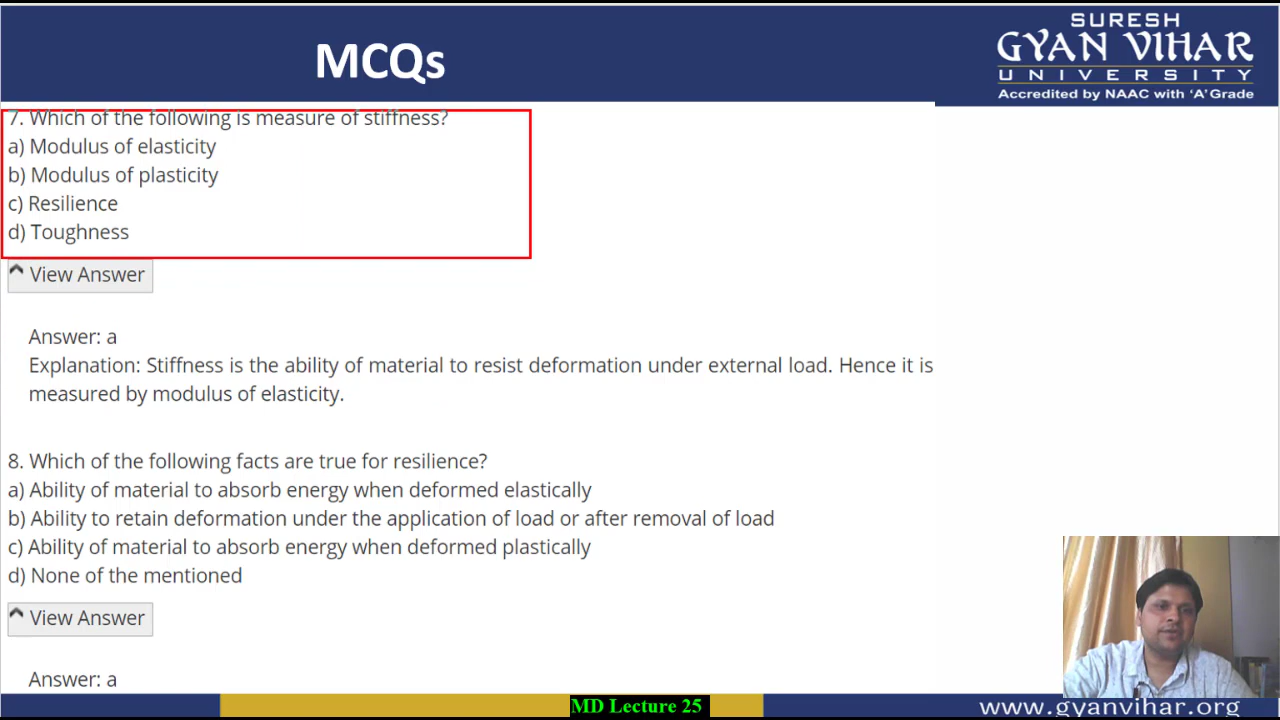 MCQs
SURESH
GYAN VIHAR
UNIVERSITY
Accredited by NAAC with ‘A’ Grade
7. Which of the following is measure of stiffness?
a) Modulus of elasticity
b) Modulus of plasticity
c) Resilience
d) Toughness
View Answer
Answer: a
Explanation: Stiffness is the ability of material to resist deformation under external load. Hence it is
measured by modulus of elasticity.
8. Which of the following facts are true for resilience?
a) Ability of material to absorb energy when deformed elastically
b) Ability to retain deformation under the application of load or after removal of load
c) Ability of material to absorb energy when deformed plastically
d) None of the mentioned
View Answer
Answer: a
MD Lecture 25
www.gyanvihar.org